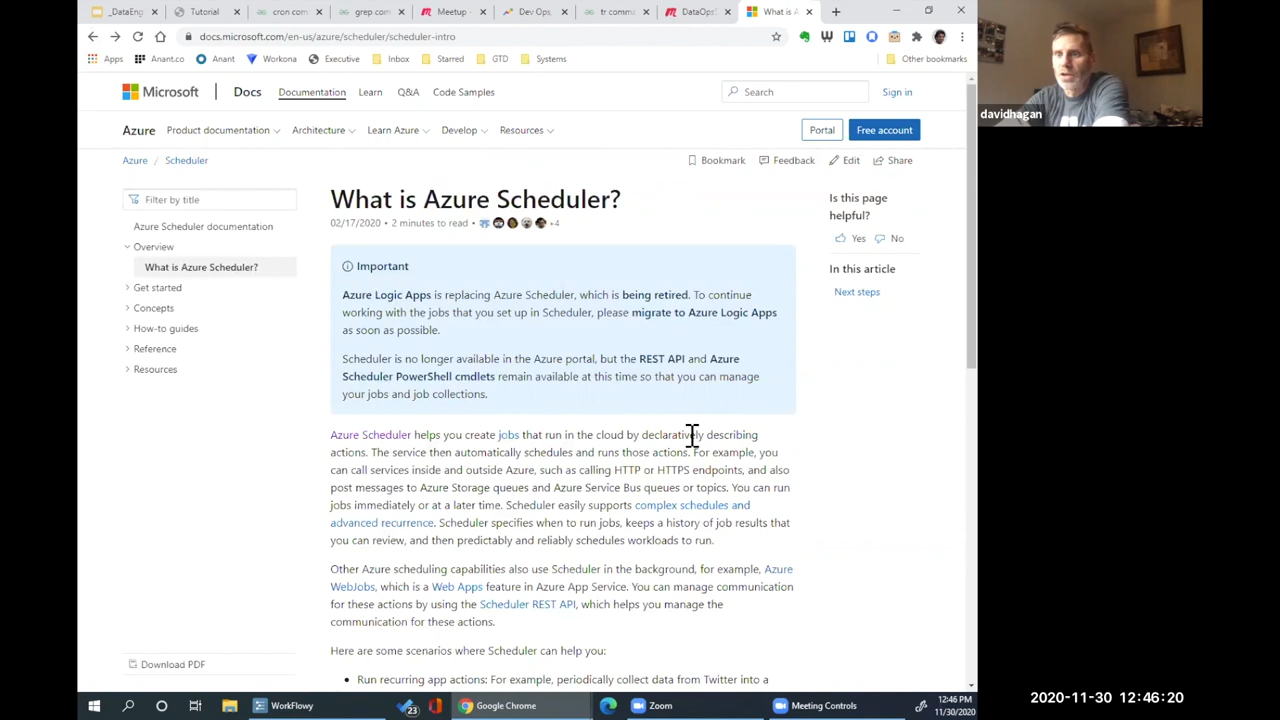 _DataEng
Tutorial
cron com
grep com
Meetup -
Dev Ops,
tr comma
DataOps
What is A
docs.microsoft.com/en-us/azure/scheduler/scheduler-intro
Apps
Anant.co
Anant
Workona
Executive
Inbox
Starred
GTD
Systems
Other bookmarks
Microsoft
Docs
Documentation
Learn
Q&A
Code Samples
Search
Sign in
Azure
Product documentation
Architecture
Learn Azure
Develop
Resources
Portal
Free account
Azure / Scheduler
Bookmark
Feedback
Edit
Share
Filter by title
Azure Scheduler documentation
Overview
What is Azure Scheduler?
Get started
Concepts
How-to guides
Reference
Resources
Download PDF
What is Azure Scheduler?
02/17/2020 • 2 minutes to read • +4
Important
Azure Logic Apps is replacing Azure Scheduler, which is being retired. To continue
working with the jobs that you set up in Scheduler, please migrate to Azure Logic Apps
as soon as possible.
Scheduler is no longer available in the Azure portal, but the REST API and Azure
Scheduler PowerShell cmdlets remain available at this time so that you can manage
your jobs and job collections.
Azure Scheduler helps you create jobs that run in the cloud by declaratively describing
actions. The service then automatically schedules and runs those actions. For example, you
can call services inside and outside Azure, such as calling HTTP or HTTPS endpoints, and also
post messages to Azure Storage queues and Azure Service Bus queues or topics. You can run
jobs immediately or at a later time. Scheduler easily supports complex schedules and
advanced recurrence. Scheduler specifies when to run jobs, keeps a history of job results that
you can review, and then predictably and reliably schedules workloads to run.
Other Azure scheduling capabilities also use Scheduler in the background, for example, Azure
WebJobs, which is a Web Apps feature in Azure App Service. You can manage communication
for these actions by using the Scheduler REST API, which helps you manage the
communication for these actions.
Here are some scenarios where Scheduler can help you:
• Run recurring app actions: For example, periodically collect data from Twitter into a
Is this page
helpful?
Yes
No
In this article
Next steps
davidhagan
WorkFlowy
23
Google Chrome
Zoom
Meeting Controls
12:46 PM
11/30/2020
2020-11-30 12:46:20